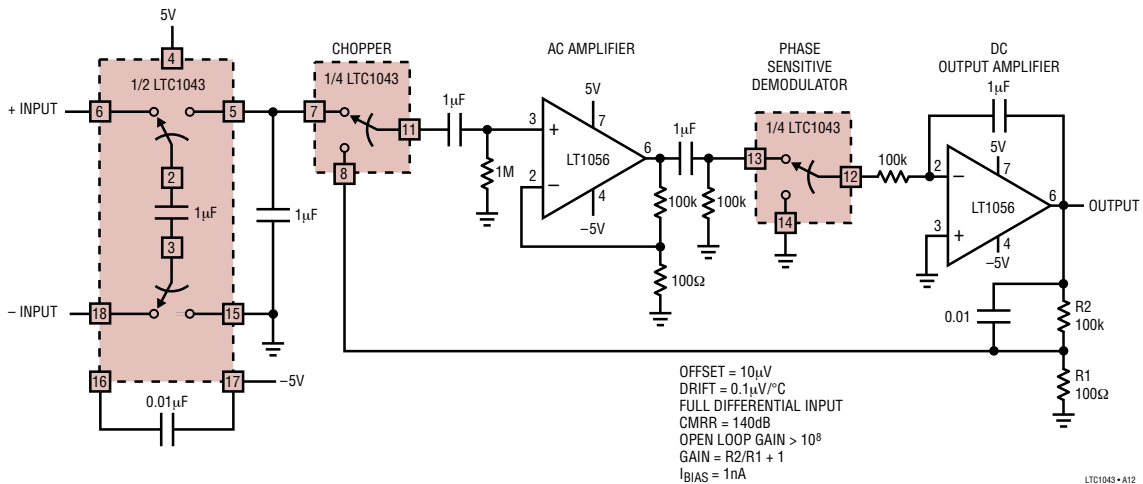 5V
4
1/2 LTC1043
+ INPUT
6
5
2
1µF
3
1µF
– INPUT
18
15
16
17
–5V
0.01µF
CHOPPER
1/4 LTC1043
7
11
8
1µF
1M
AC AMPLIFIER
5V
3
+
7
LT1056
6
2
–
4
–5V
100k
100Ω
1µF
100k
PHASE
SENSITIVE
DEMODULATOR
1/4 LTC1043
13
12
14
100k
DC
OUTPUT AMPLIFIER
1µF
5V
2
–
7
LT1056
6
OUTPUT
3
+
4
–5V
0.01
R2
100k
R1
100Ω
OFFSET = 10µV
DRIFT = 0.1µV/°C
FULL DIFFERENTIAL INPUT
CMRR = 140dB
OPEN LOOP GAIN > 10⁸
GAIN = R2/R1 + 1
I_BIAS = 1nA
LTC1043 • A12